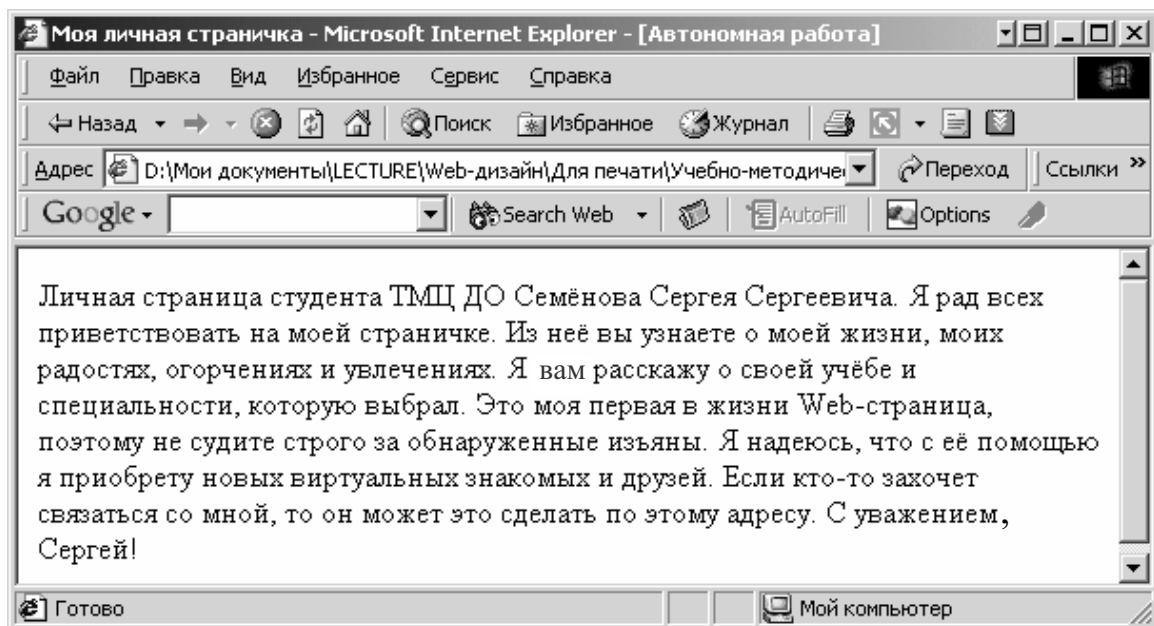 Моя личная страничка - Microsoft Internet Explorer - [Автономная работа]
Файл Правка Вид Избранное Сервис Справка
Назад Поиск Избранное Журнал
Адрес D:\Мои документы\LECTURE\Web-дизайн\Для печати\Учебно-методичес Переход Ссылки »
Google Search Web AutoFill Options
Личная страница студента ТМЦ ДО Семёнова Сергея Сергеевича. Я рад всех
приветствовать на моей страничке. Из неё вы узнаете о моей жизни, моих
радостях, огорчениях и увлечениях. Я вам расскажу о своей учёбе и
специальности, которую выбрал. Это моя первая в жизни Web-страница,
поэтому не судите строго за обнаруженные изьяны. Я надеюсь, что с её помощью
я приобрету новых виртуальных знакомых и друзей. Если кто-то захочет
связаться со мной, то он может это сделать по этому адресу. С уважением,
Сергей!
Готово Мой компьютер